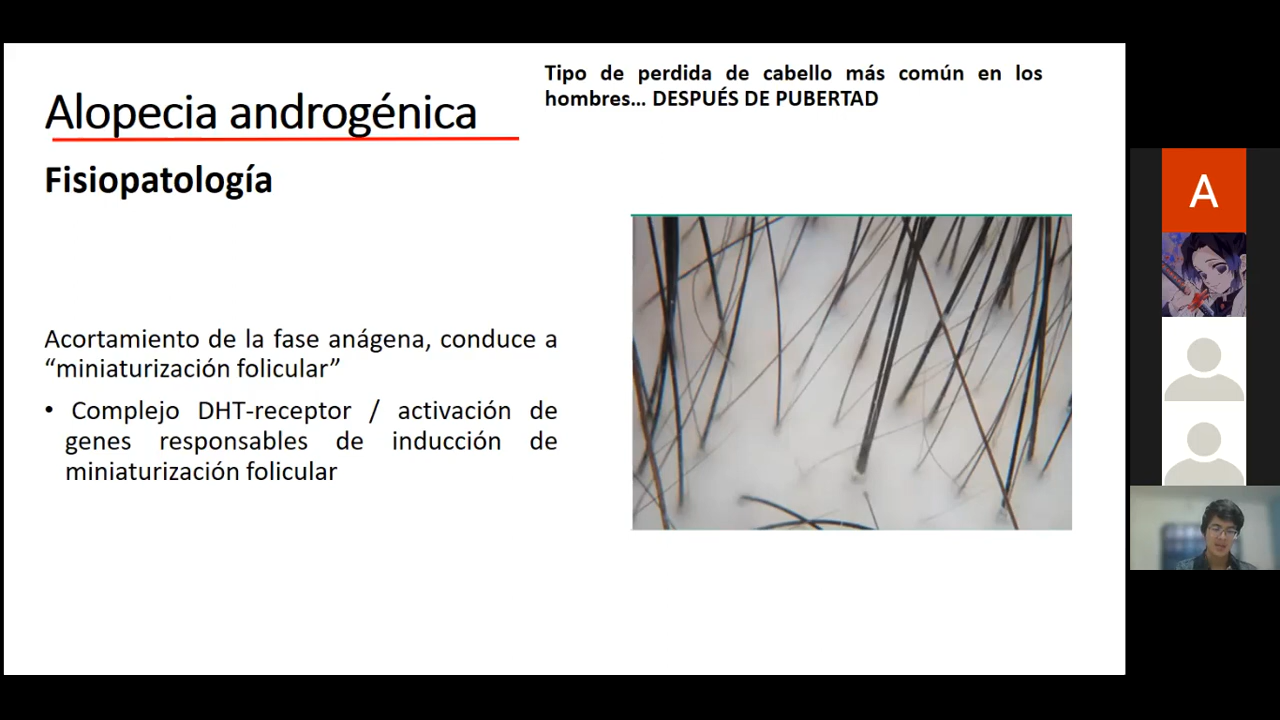 Alopecia androgénica
Tipo de perdida de cabello más común en los
hombres... DESPUÉS DE PUBERTAD
Fisiopatología
Acortamiento de la fase anágena, conduce a
“miniaturización folicular”
• Complejo DHT-receptor / activación de
genes responsables de inducción de
miniaturización folicular
A